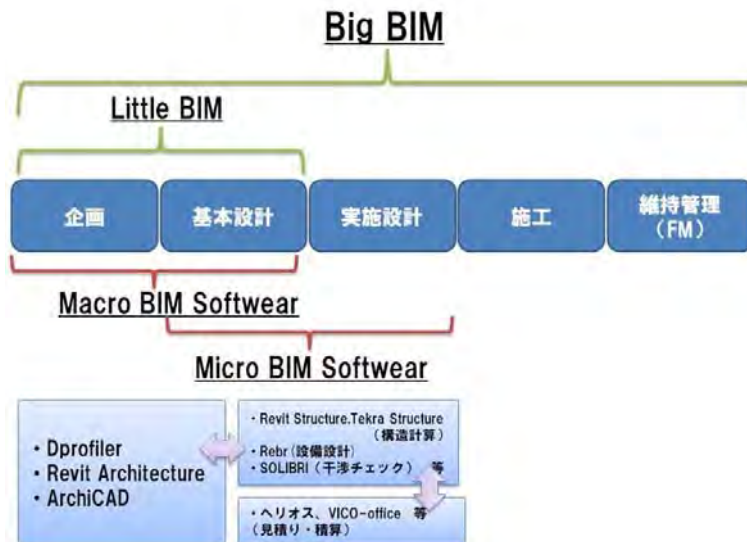 Big BIM
Little BIM
企画
基本設計
実施設計
施工
維持管理
(FM)
Macro BIM Softwear
Micro BIM Softwear
・Dprofiler
・Revit Architecture
・ArchiCAD
・Revit Structure.Tekra Structure
(構造計算)
・Rebr(設備設計)
・SOLIBRI(干渉チェック) 等
・ヘリオス、VICO-office 等
(見積り・積算)